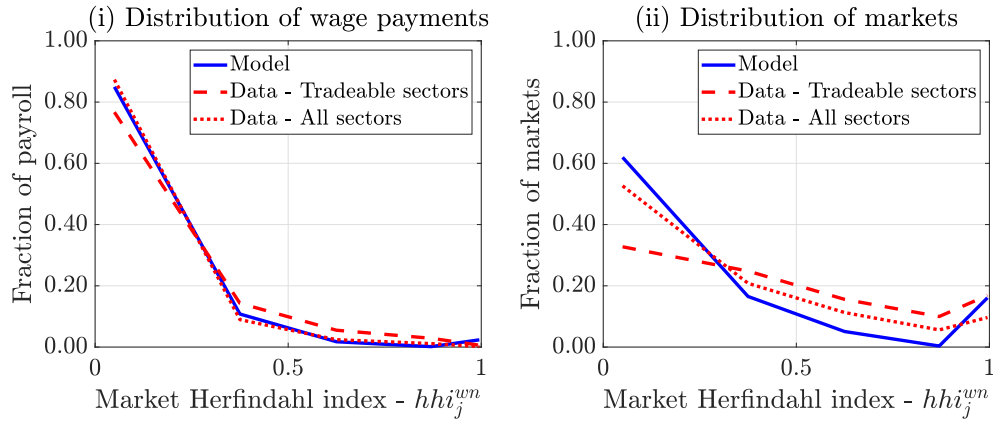 (i) Distribution of wage payments
1.00
0.80
0.60
0.40
0.20
0.00
Fraction of payroll
Model
Data - Tradeable sectors
Data - All sectors
0
0.5
1
Market Herfindahl index - $hhi_j^{wn}$
(ii) Distribution of markets
1.00
0.80
0.60
0.40
0.20
0.00
Fraction of markets
Model
Data - Tradeable sectors
Data - All sectors
0
0.5
1
Market Herfindahl index - $hhi_j^{wn}$